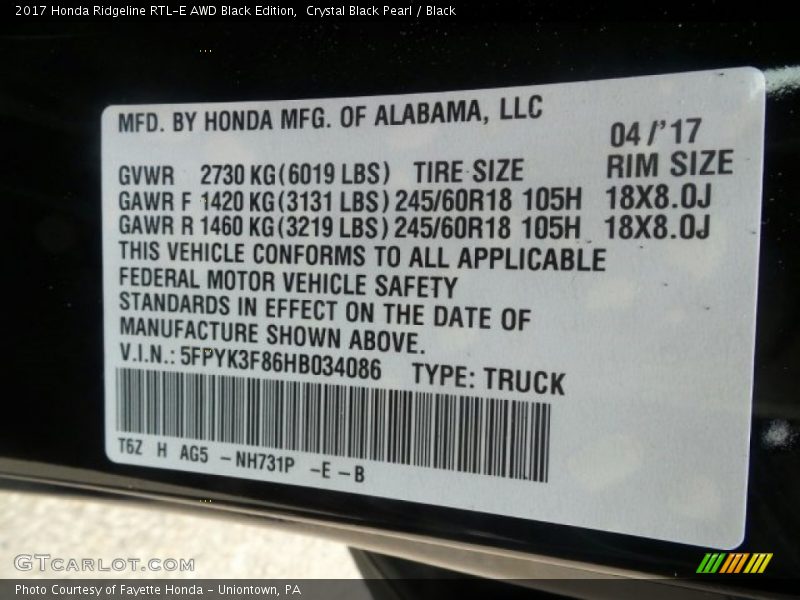 2017 Honda Ridgeline RTL-E AWD Black Edition,  Crystal Black Pearl / Black
MFD. BY HONDA MFG. OF ALABAMA, LLC
04/'17
GVWR 2730 KG(6019 LBS) TIRE SIZE RIM SIZE
GAWR F 1420 KG(3131 LBS) 245/60R18 105H 18X8.0J
GAWR R 1460 KG(3219 LBS) 245/60R18 105H 18X8.0J
THIS VEHICLE CONFORMS TO ALL APPLICABLE
FEDERAL MOTOR VEHICLE SAFETY
STANDARDS IN EFFECT ON THE DATE OF
MANUFACTURE SHOWN ABOVE.
V.I.N.: 5FPYK3F86HB034086 TYPE: TRUCK
T6Z H AG5 -NH731P -E-B
GTcarlot.com
Photo Courtesy of Fayette Honda - Uniontown, PA